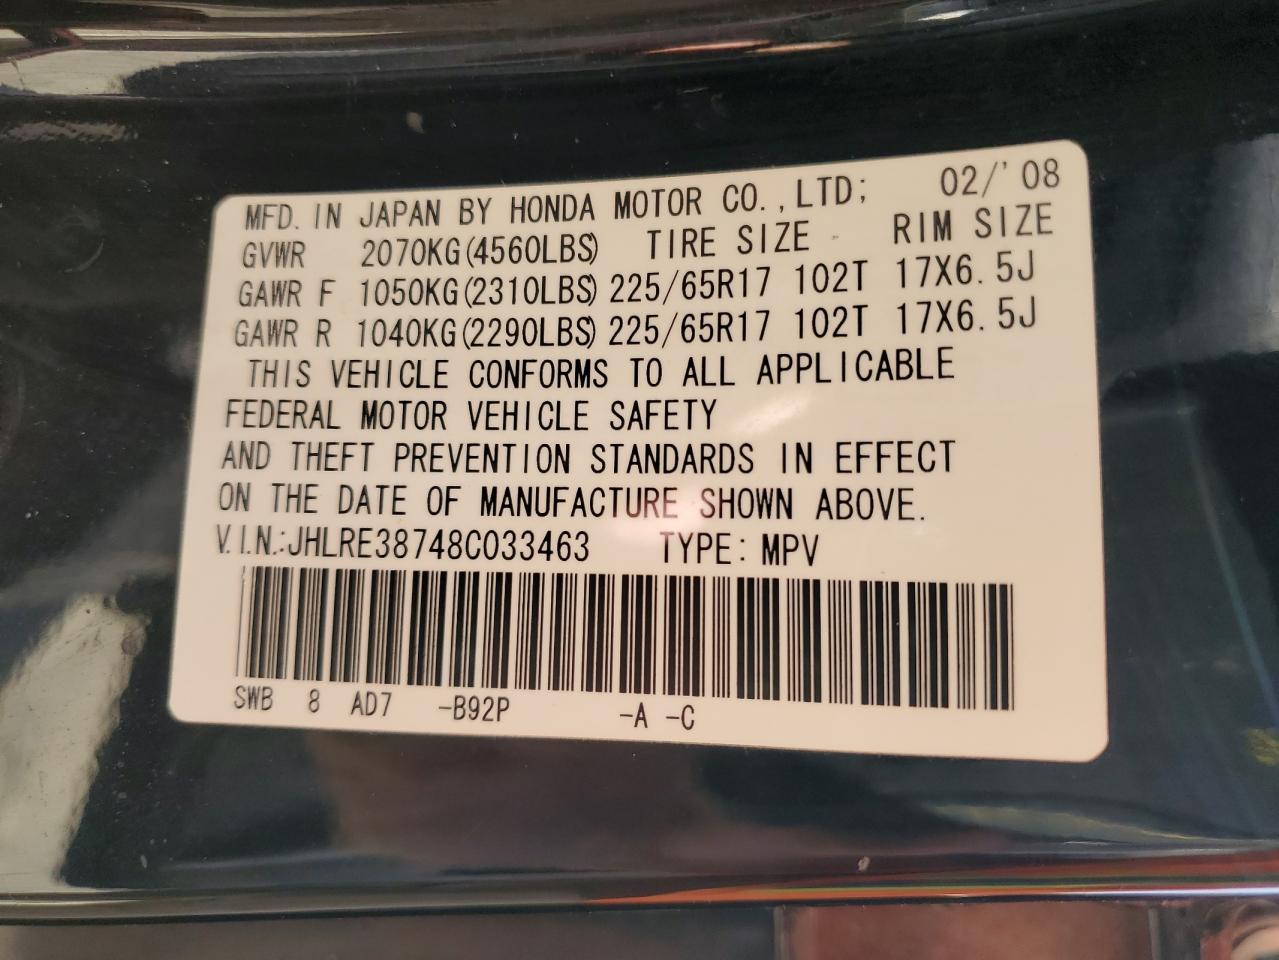 MFD. IN JAPAN BY HONDA MOTOR CO., LTD; 02/'08
GVWR 2070KG(4560LBS) TIRE SIZE RIM SIZE
GAWR F 1050KG(2310LBS) 225/65R17 102T 17X6.5J
GAWR R 1040KG(2290LBS) 225/65R17 102T 17X6.5J
THIS VEHICLE CONFORMS TO ALL APPLICABLE
FEDERAL MOTOR VEHICLE SAFETY
AND THEFT PREVENTION STANDARDS IN EFFECT
ON THE DATE OF MANUFACTURE SHOWN ABOVE.
V.I.N.:JHLRE38748C033463 TYPE: MPV
SWB 8 AD7 -B92P -A -C